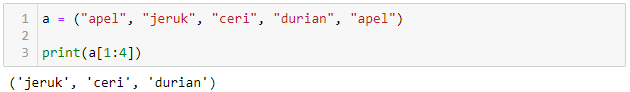 1 a = ("apel", "jeruk", "ceri", "durian", "apel")
2
3 print(a[1:4])
('jeruk', 'ceri', 'durian')